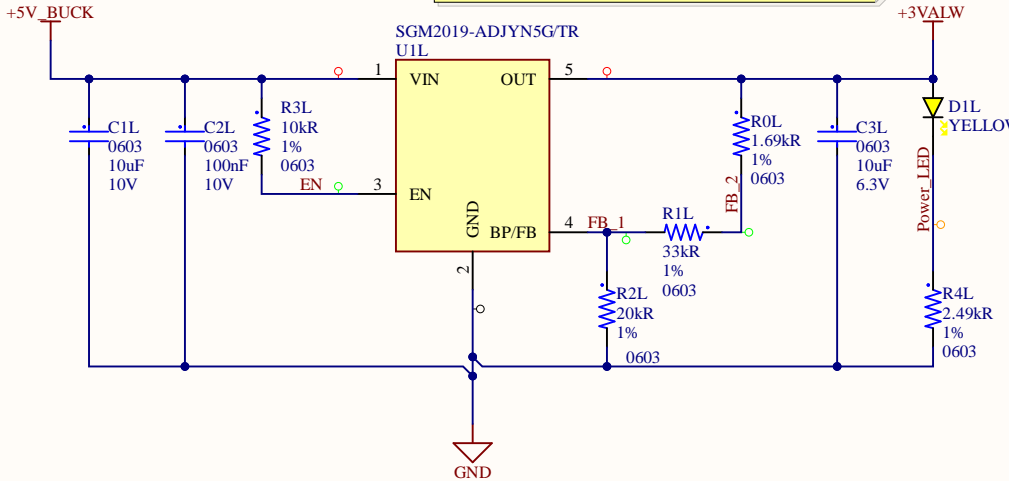 +5V_BUCK
+3VALW
SGM2019-ADJYN5G/TR
U1L
1
VIN
OUT
5
C1L
0603
10uF
10V
C2L
0603
100nF
10V
R3L
10kR
1%
0603
EN
3
EN
GND
2
BP/FB
4
FB_1
R1L
33kR
1%
0603
FB_2
R0L
1.69kR
1%
0603
C3L
0603
10uF
6.3V
D1L
YELLOW
Power_LED
R2L
20kR
1%
0603
R4L
2.49kR
1%
0603
GND